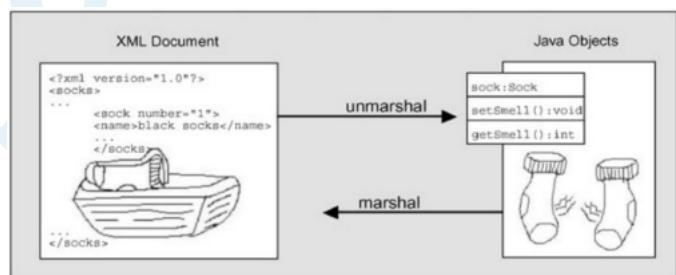 XML Document
<?xml version="1.0"?>
<socks>
...
<sock number="1">
<name>black socks</name>
...
</socks>
...
</socks>
unmarshal
marshal
Java Objects
sock:Sock
setSmell():void
getSmell():int